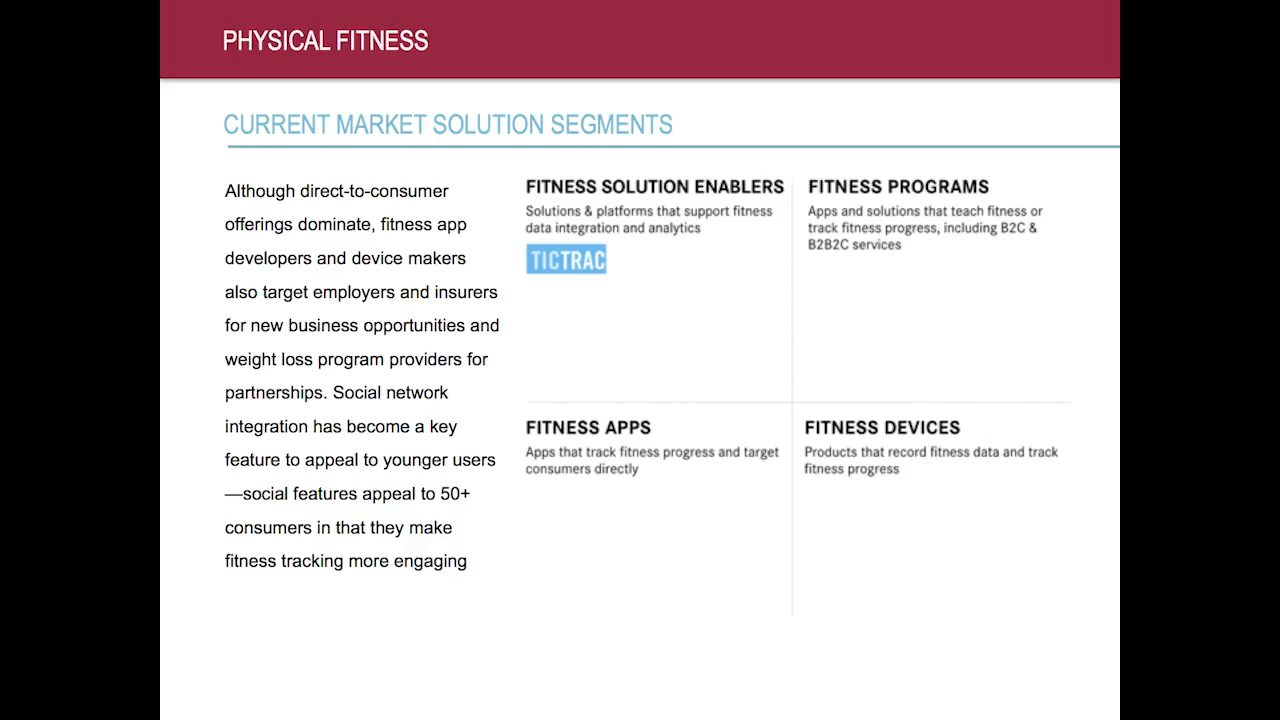 PHYSICAL FITNESS
CURRENT MARKET SOLUTION SEGMENTS
Although direct-to-consumer
offerings dominate, fitness app
developers and device makers
also target employers and insurers
for new business opportunities and
weight loss program providers for
partnerships. Social network
integration has become a key
feature to appeal to younger users
—social features appeal to 50+
consumers in that they make
fitness tracking more engaging
FITNESS SOLUTION ENABLERS
Solutions & platforms that support fitness
data integration and analytics
TICTRAC
FITNESS PROGRAMS
Apps and solutions that teach fitness or
track fitness progress, including B2C &
B2B2C services
FITNESS APPS
Apps that track fitness progress and target
consumers directly
FITNESS DEVICES
Products that record fitness data and track
fitness progress